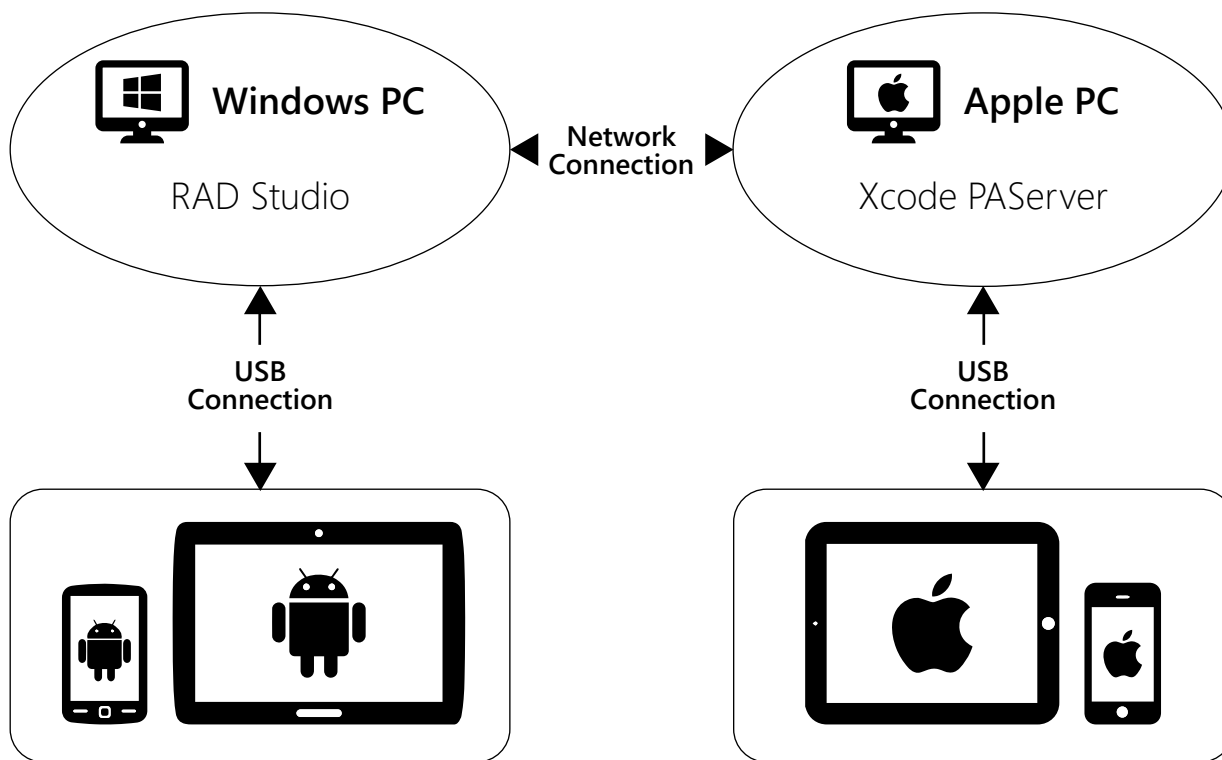 Windows PC
RAD Studio
Network
Connection
Apple PC
Xcode PAServer
USB
Connection
USB
Connection